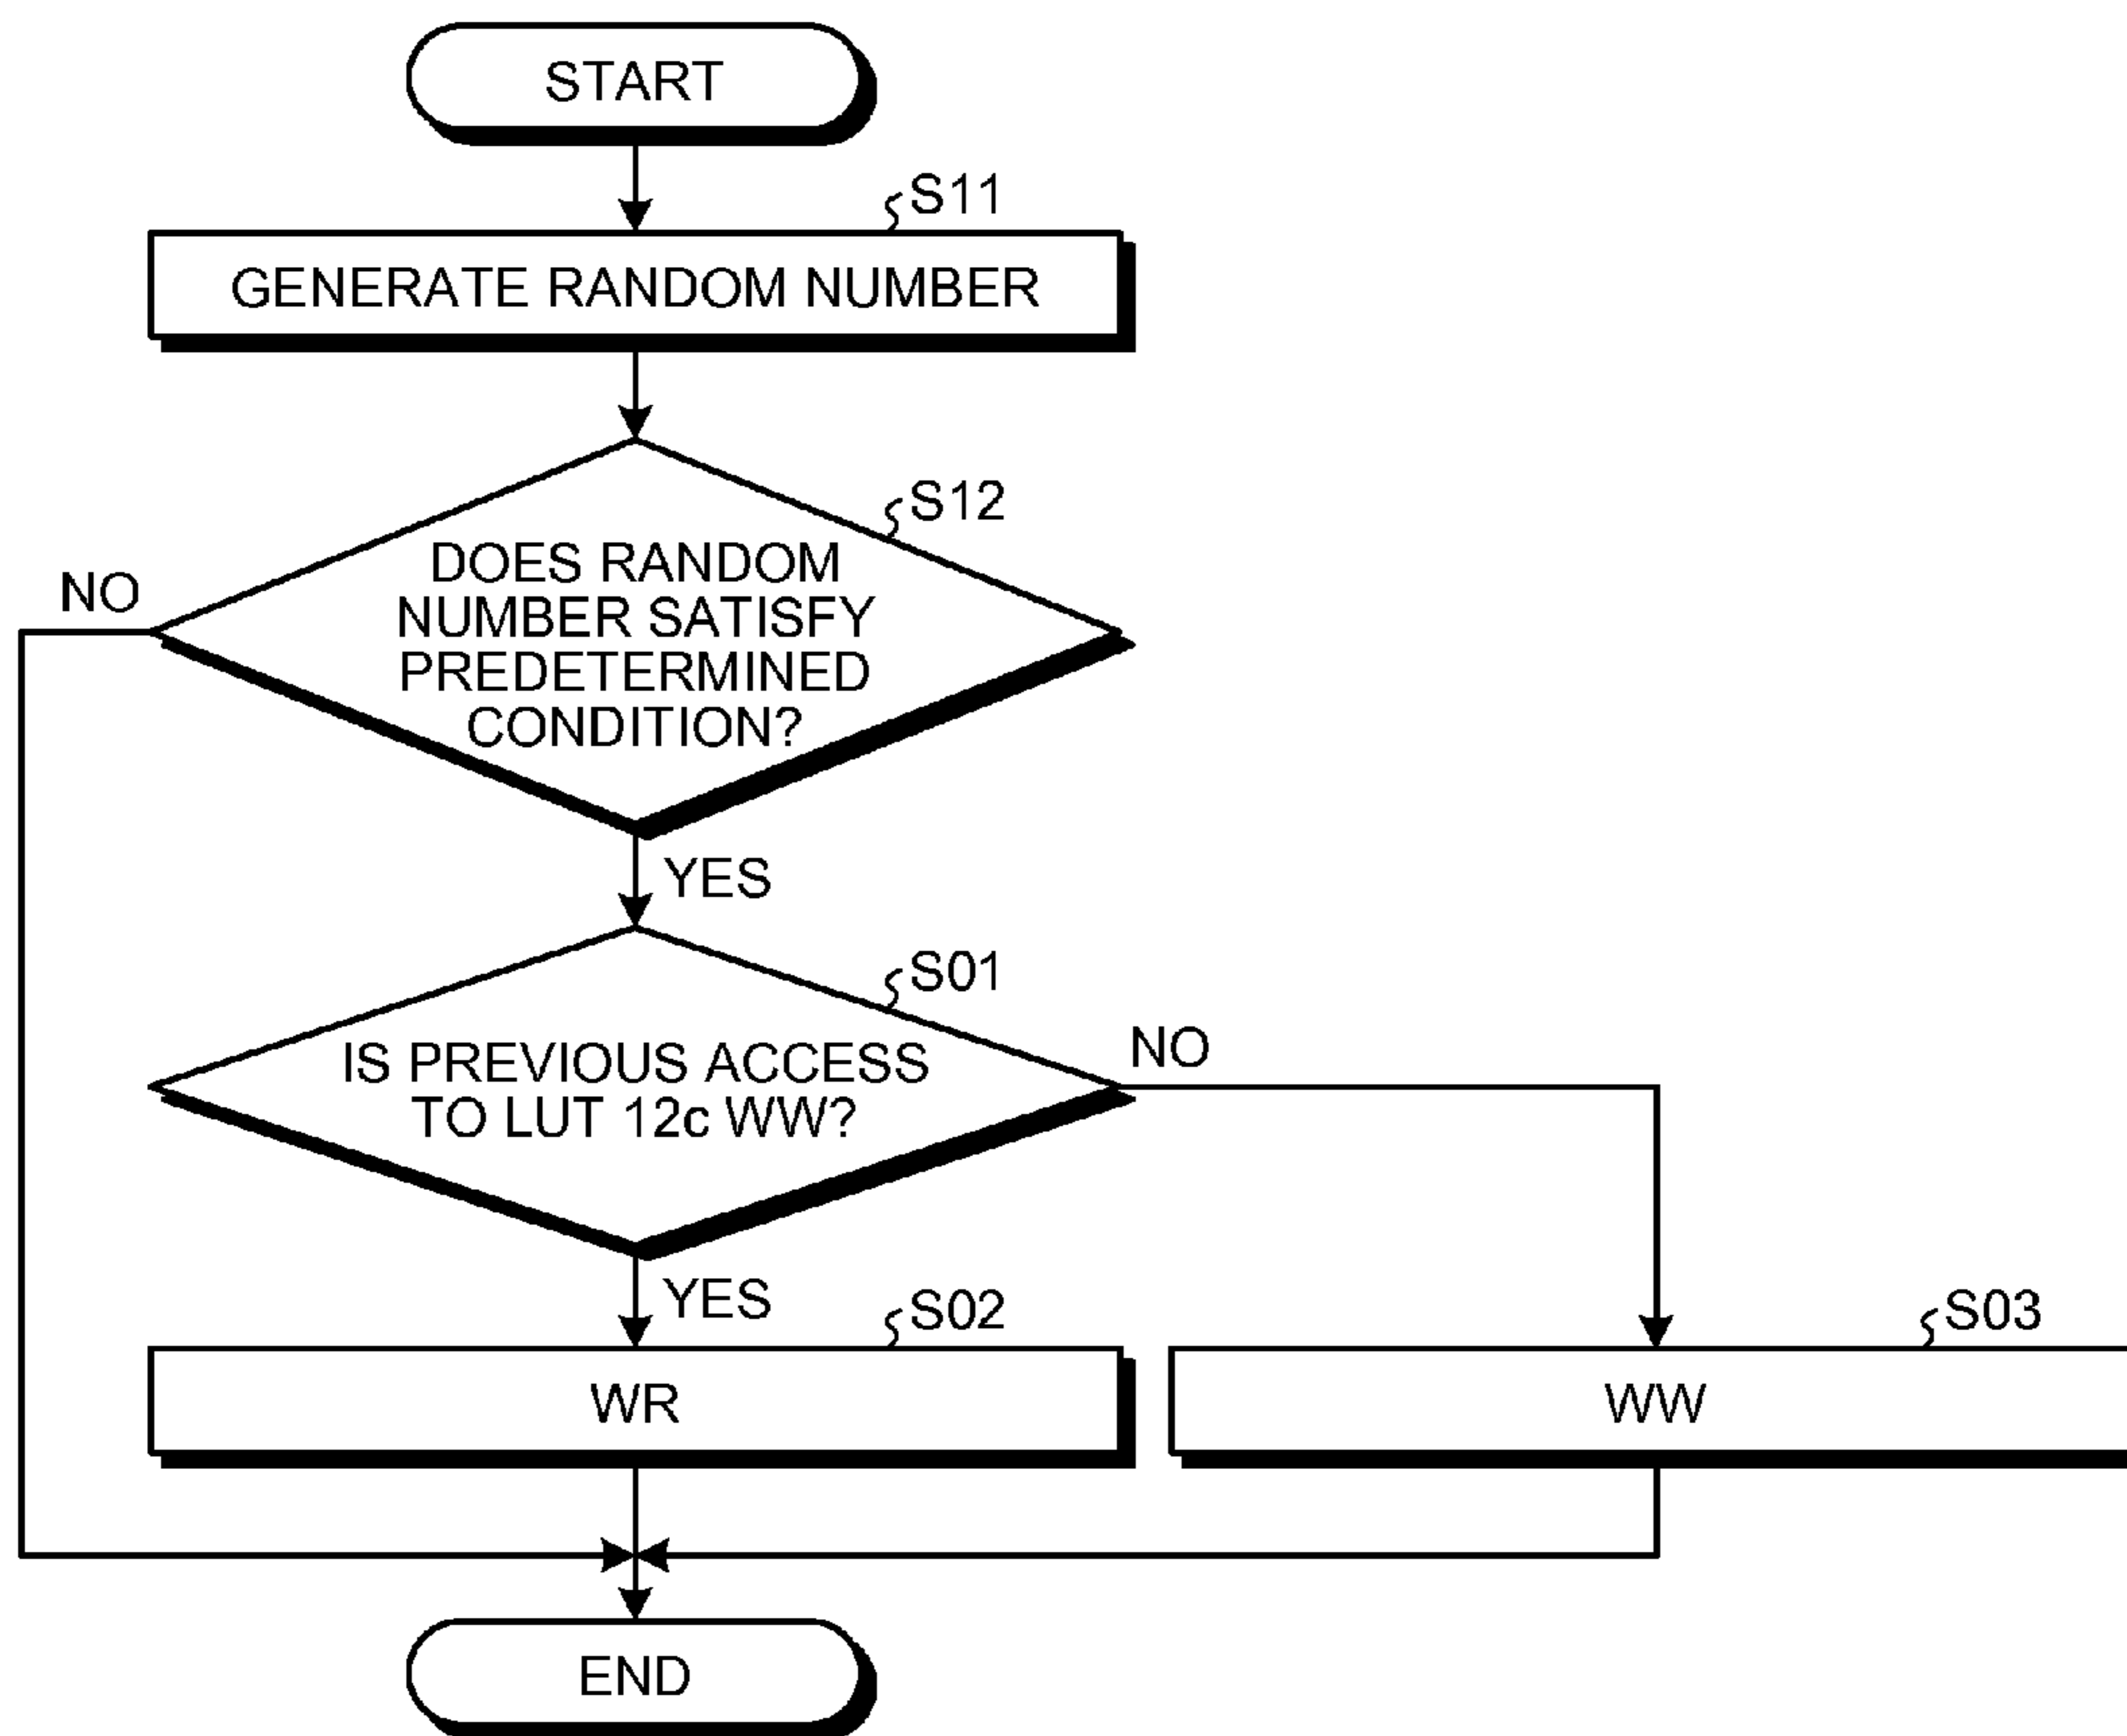 START
S11
GENERATE RANDOM NUMBER
S12
DOES RANDOM
NUMBER SATISFY
PREDETERMINED
CONDITION?
NO
YES
S01
IS PREVIOUS ACCESS
TO LUT 12c WW?
NO
YES
S02
WR
S03
WW
END